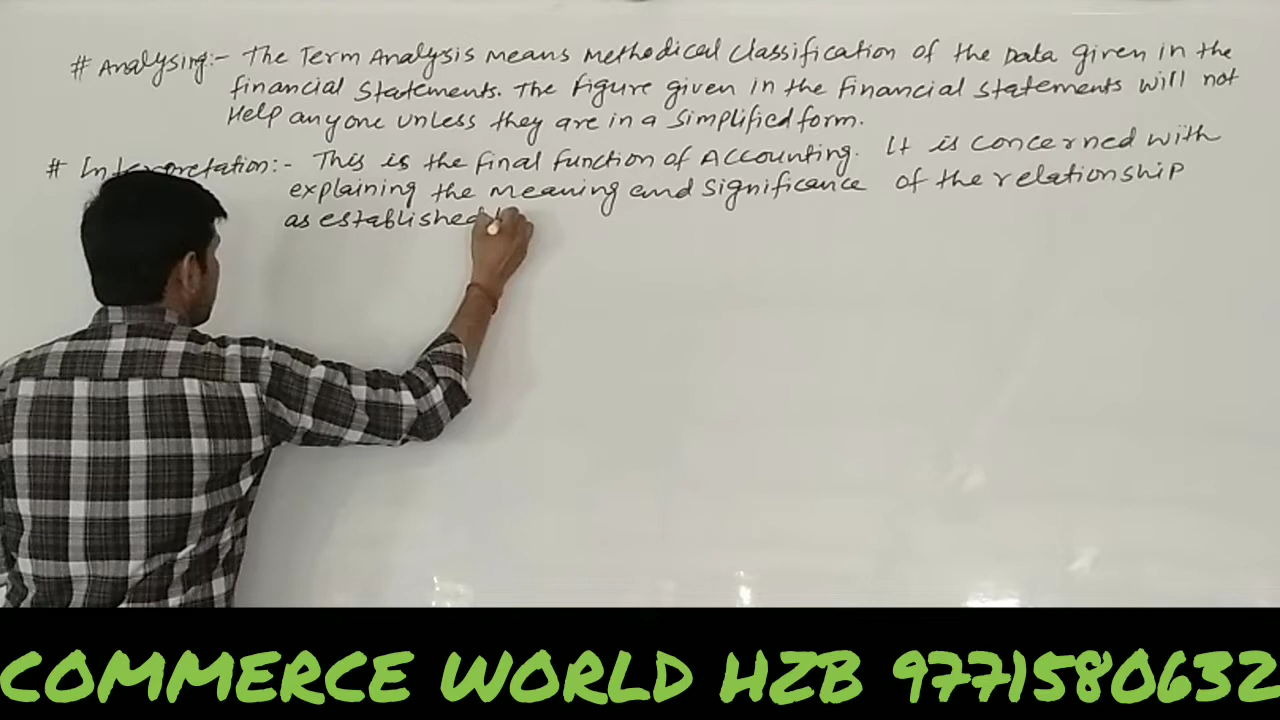 # Analysing:- The Term Analysis means methodical classification of the Data given in the
financial statements. The figure given in the financial statements will not
Help anyone unless they are in a simplified form.
# Interpretation:- This is the final function of Accounting. It is concerned with
explaining the meaning and significance of the relationship
as established
COMMERCE WORLD HZB 9771580632